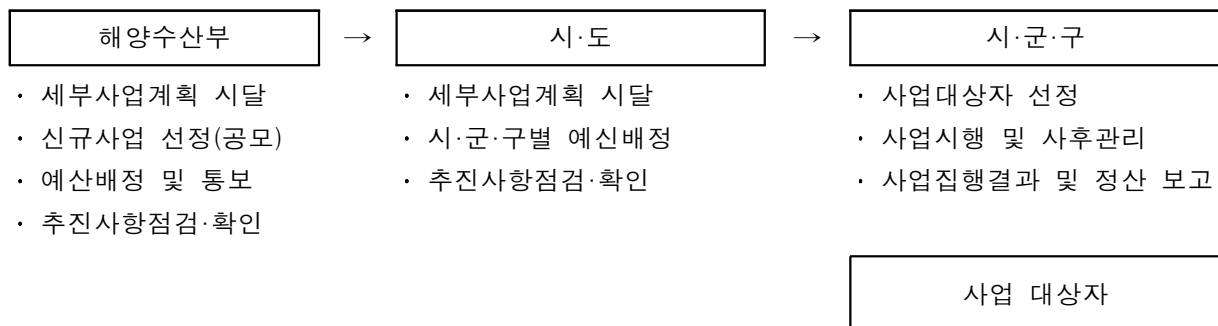 해양수산부 → 시·도 → 시·군·구
· 세부사업계획 시달
· 신규사업 선정(공모)
· 예산배정 및 통보
· 추진사항점검·확인
· 세부사업계획 시달
· 시·군·구별 예신배정
· 추진사항점검·확인
· 사업대상자 선정
· 사업시행 및 사후관리
· 사업집행결과 및 정산 보고
사업 대상자